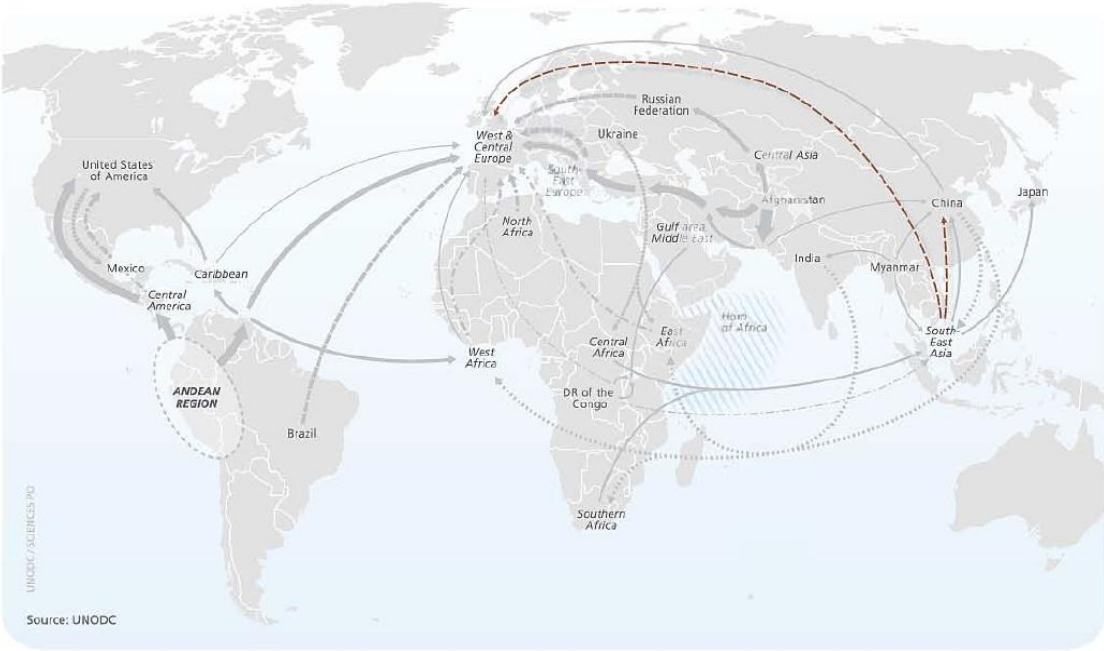 Russian
Federation
West &
Central
Europe
Ukraine
United States
of America
Central Asia
South-
East
Europe
Afghanistan
Japan
China
North
Africa
Gulf area,
Middle East
India
Myanmar
Mexico
Caribbean
Central
America
Horn
of Africa
East
Africa
South-
East
Asia
Central
Africa
West
Africa
ANDEAN
REGION
DR of the
Congo
Brazil
Southern
Africa
UNODC / SCIENCES PO
Source: UNODC